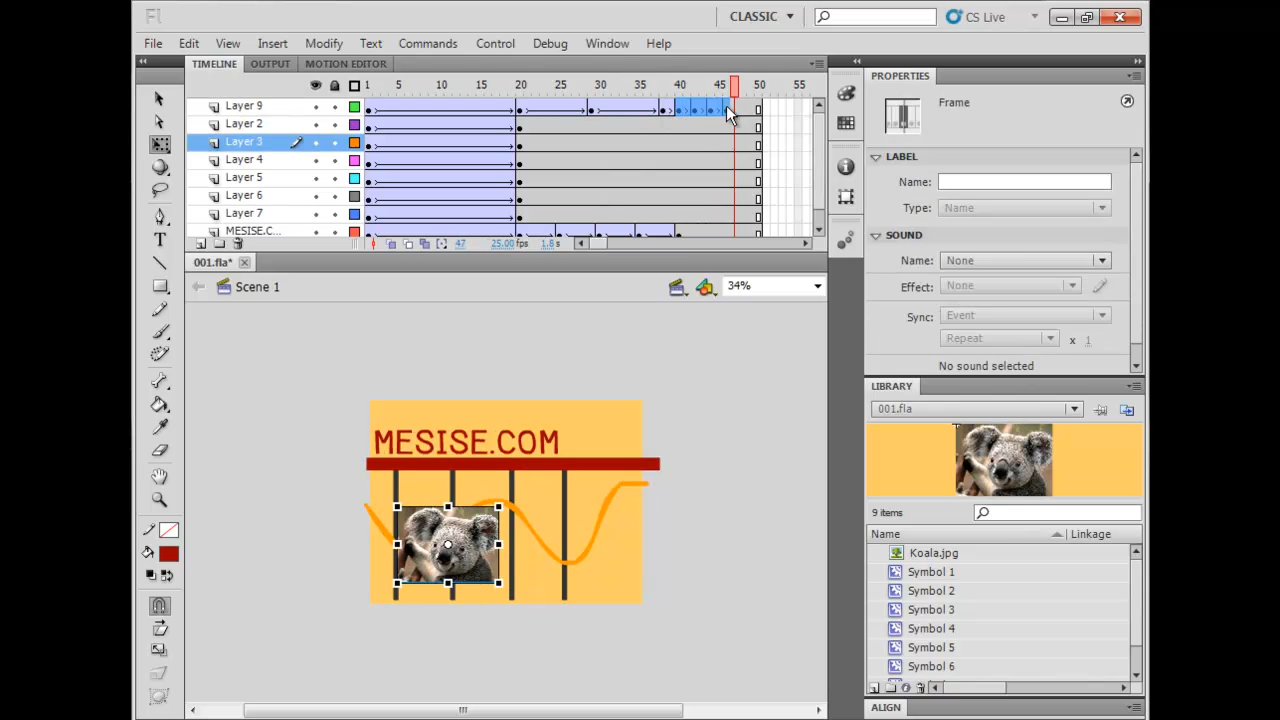 Fl
CLASSIC
CS Live
File Edit View Insert Modify Text Commands Control Debug Window Help
TIMELINE OUTPUT MOTION EDITOR
1 5 10 15 20 25 30 35 40 45 50 55
Layer 9
Layer 2
Layer 3
Layer 4
Layer 5
Layer 6
Layer 7
MESISE.C...
47 25.00 fps 1.8 s
001.fla*
Scene 1
34%
MESISE.COM
PROPERTIES
Frame
LABEL
Name:
Type: Name
SOUND
Name: None
Effect: None
Sync: Event
Repeat x 1
No sound selected
LIBRARY
001.fla
9 items
Name Linkage
Koala.jpg
Symbol 1
Symbol 2
Symbol 3
Symbol 4
Symbol 5
Symbol 6
ALIGN